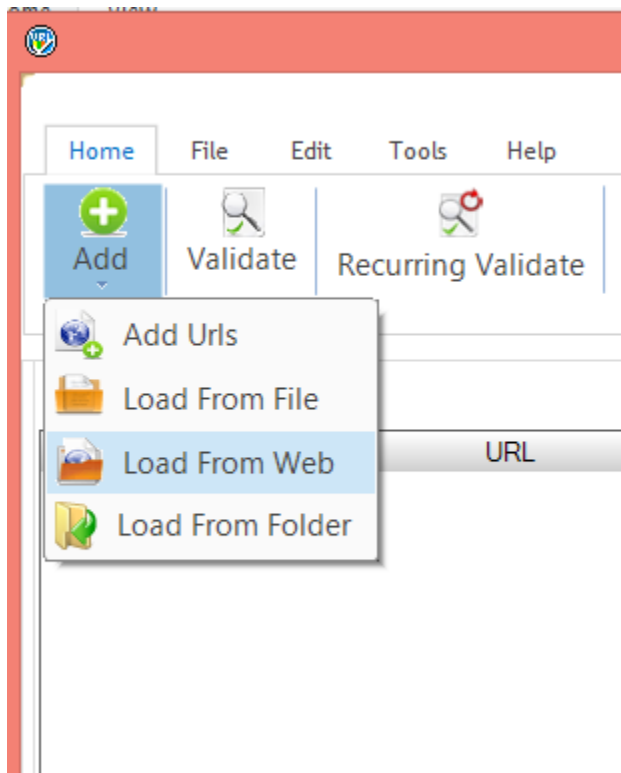 View
Home File Edit Tools Help
Add Validate Recurring Validate
Add Urls
Load From File
Load From Web
URL
Load From Folder